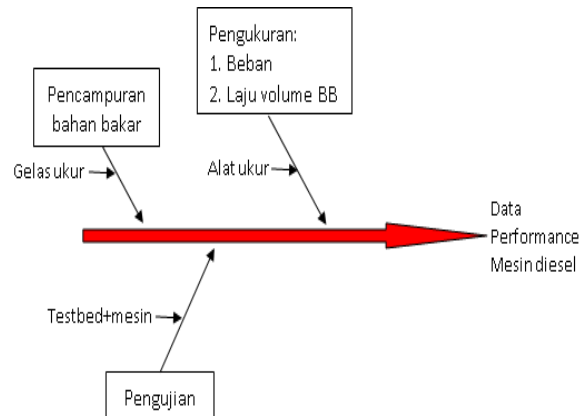 Pengukuran:
1. Beban
2. Laju volume BB
Pencampuran
bahan bakar
Gelas ukur
Alat ukur
Data
Performance
Mesin diesel
Testbed+mesin
Pengujian